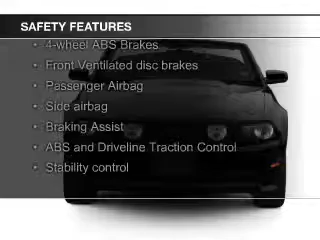 SAFETY FEATURES
• 4-wheel ABS Brakes
• Front Ventilated disc brakes
• Passenger Airbag
• Side airbag
• Braking Assist
• ABS and Driveline Traction Control
• Stability control